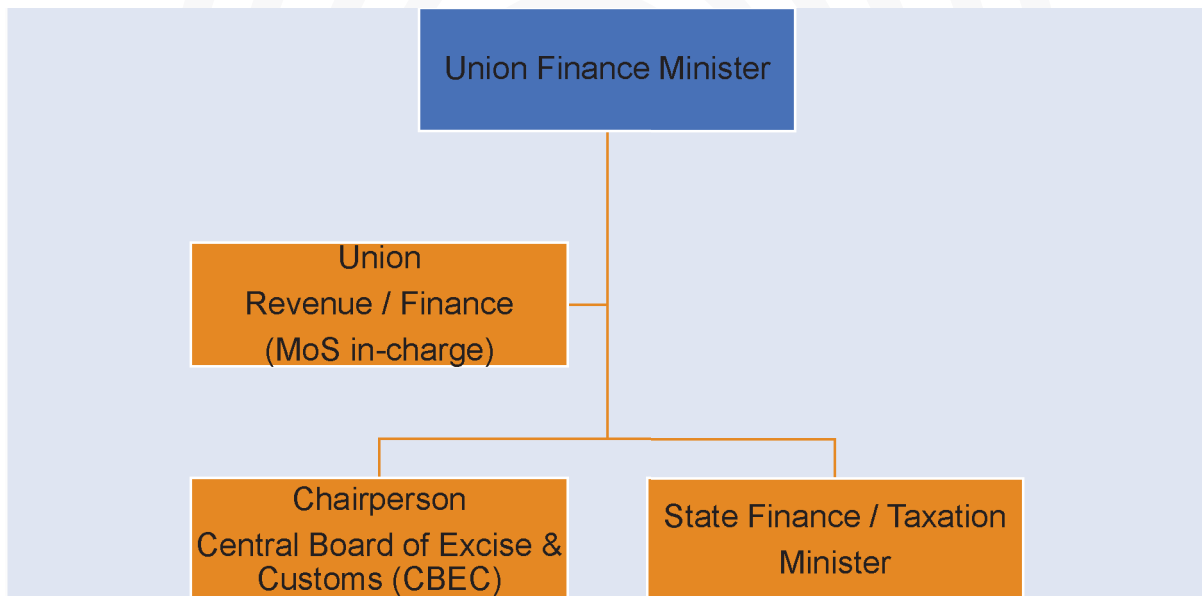 Union Finance Minister
Union
Revenue / Finance
(MoS in-charge)
Chairperson
Central Board of Excise &
Customs (CBEC)
State Finance / Taxation
Minister